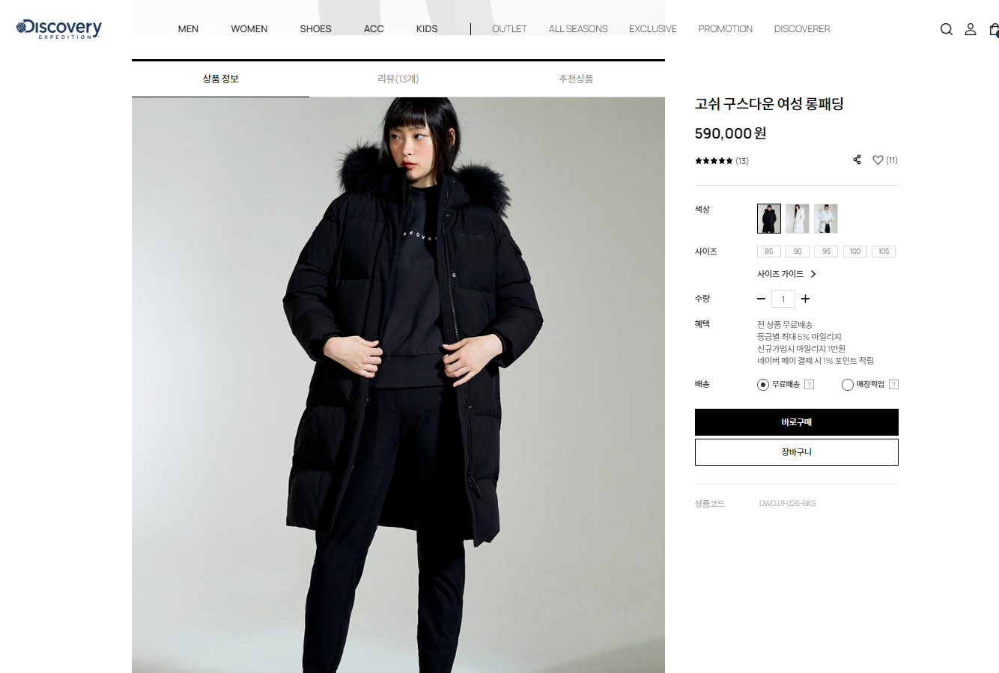 Discovery
EXPEDITION
MEN WOMEN SHOES ACC KIDS OUTLET ALL SEASONS EXCLUSIVE PROMOTION DISCOVERER
상품 정보 리뷰(13개) 추천상품
고쉬 구스다운 여성 롱패딩
590,000 원
★★★★★ (13) (11)
색상
사이즈 85 90 95 100 105
사이즈 가이드 >
수량 − 1 +
혜택 전 상품 무료배송
등급별 최대 6% 마일리지
신규가입시 마일리지 1만원
네이버 페이 결제 시 1% 포인트 적립
배송 무료배송 ? 매장픽업 ?
바로구매
장바구니
상품코드 DWDJ7F026-BKS